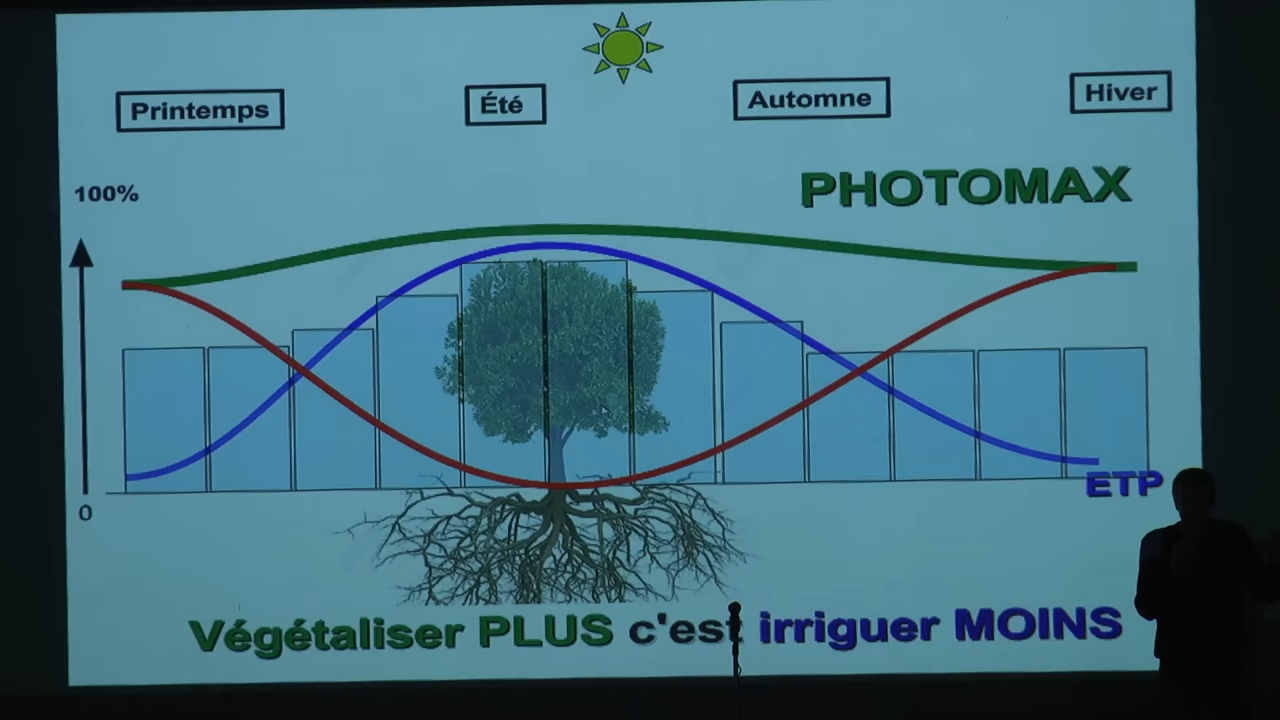 Printemps
Été
Automne
Hiver
100%
PHOTOMAX
0
ETP
Végétaliser PLUS c'est irriguer MOINS